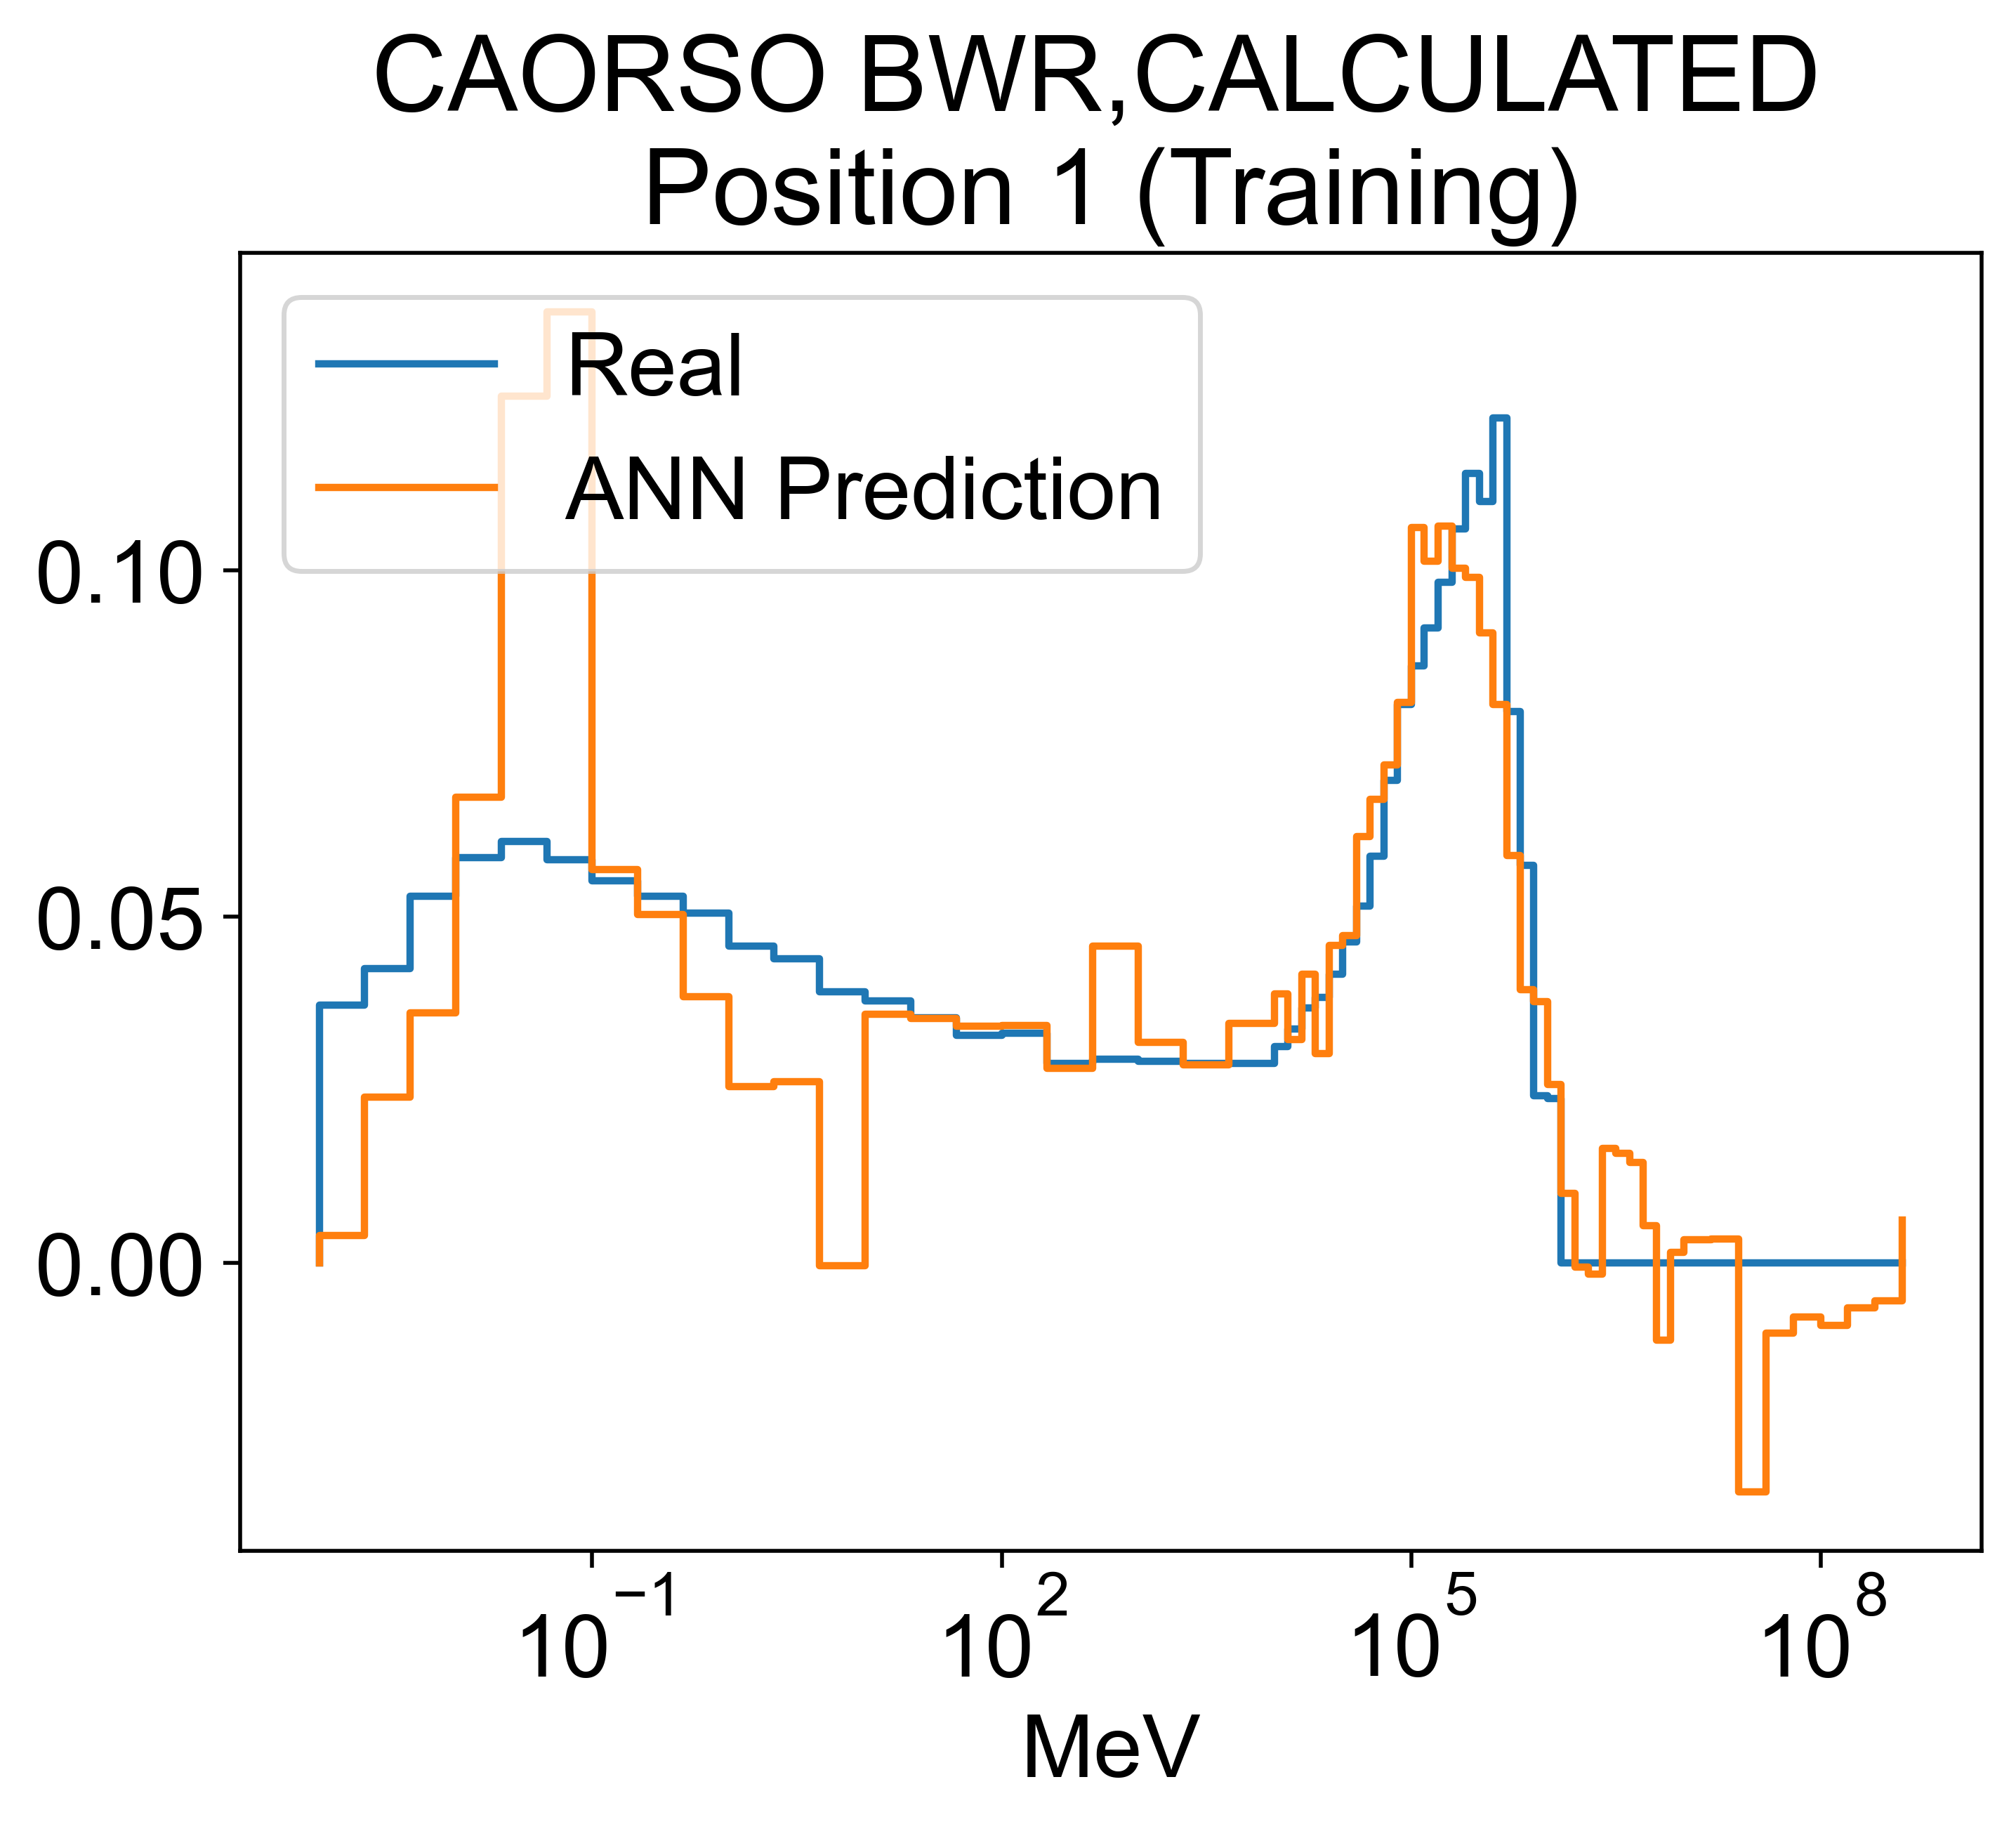 CAORSO BWR,CALCULATED
Position 1 (Training)
Real
ANN Prediction
0.10
0.05
0.00
10^−1
10^2
10^5
10^8
MeV